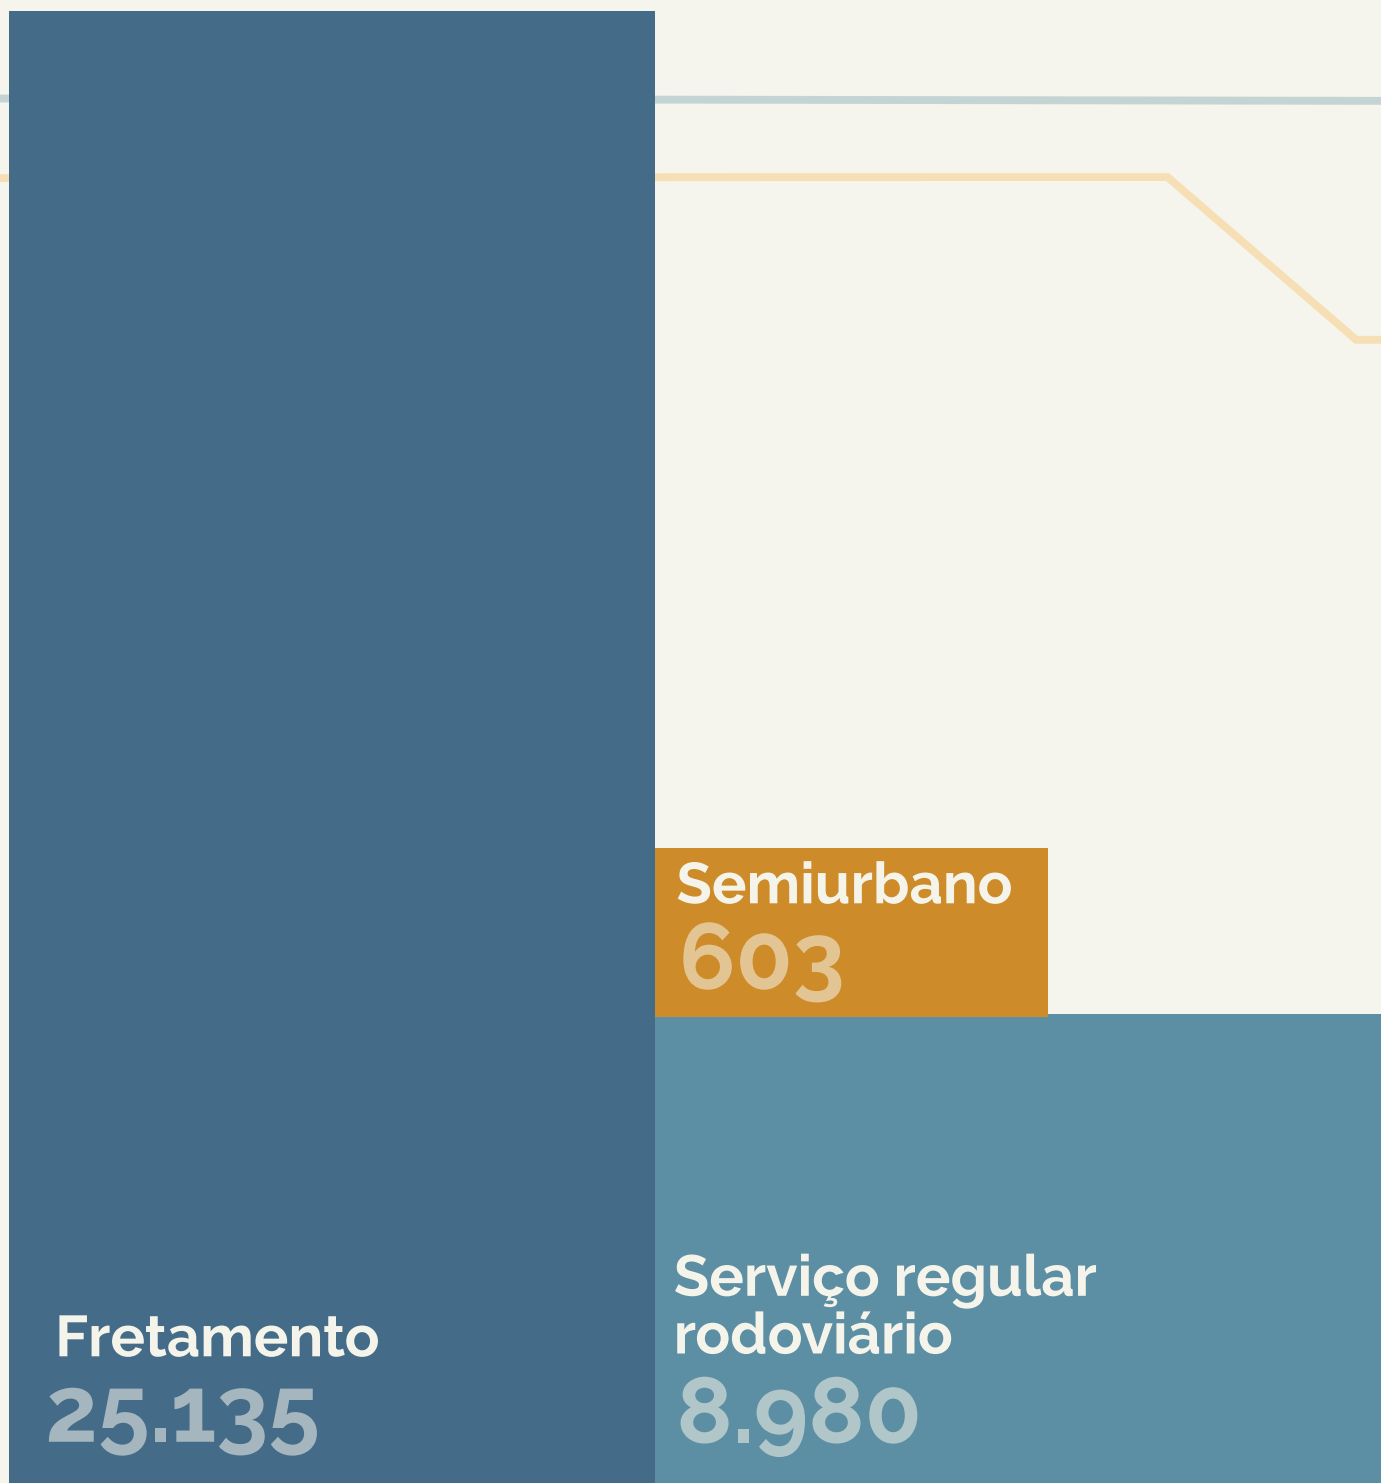 Semiurbano
603
Serviço regular
rodoviário
8.980
Fretamento
25.135